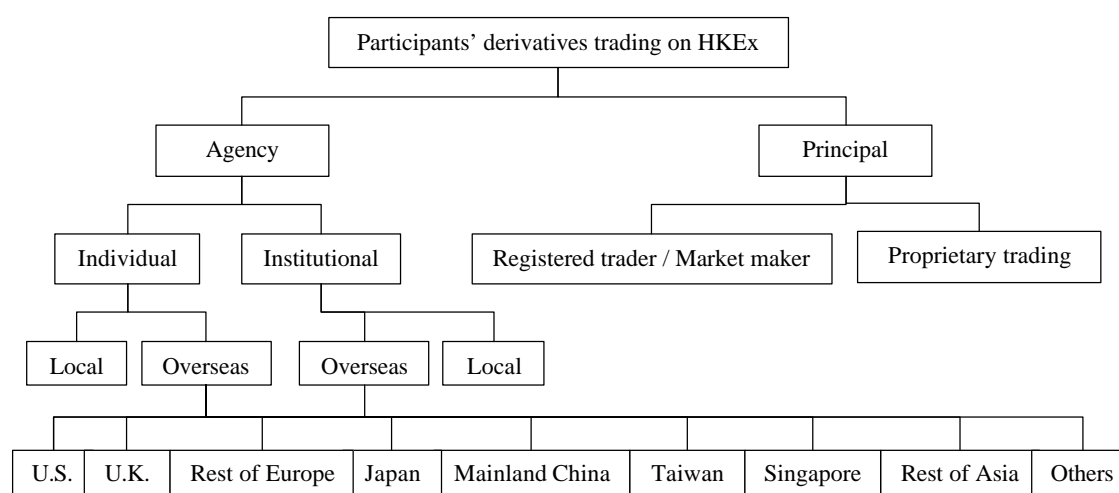 Participants’ derivatives trading on HKEx
Agency
Principal
Individual
Institutional
Registered trader / Market maker
Proprietary trading
Local
Overseas
Overseas
Local
U.S.
U.K.
Rest of Europe
Japan
Mainland China
Taiwan
Singapore
Rest of Asia
Others